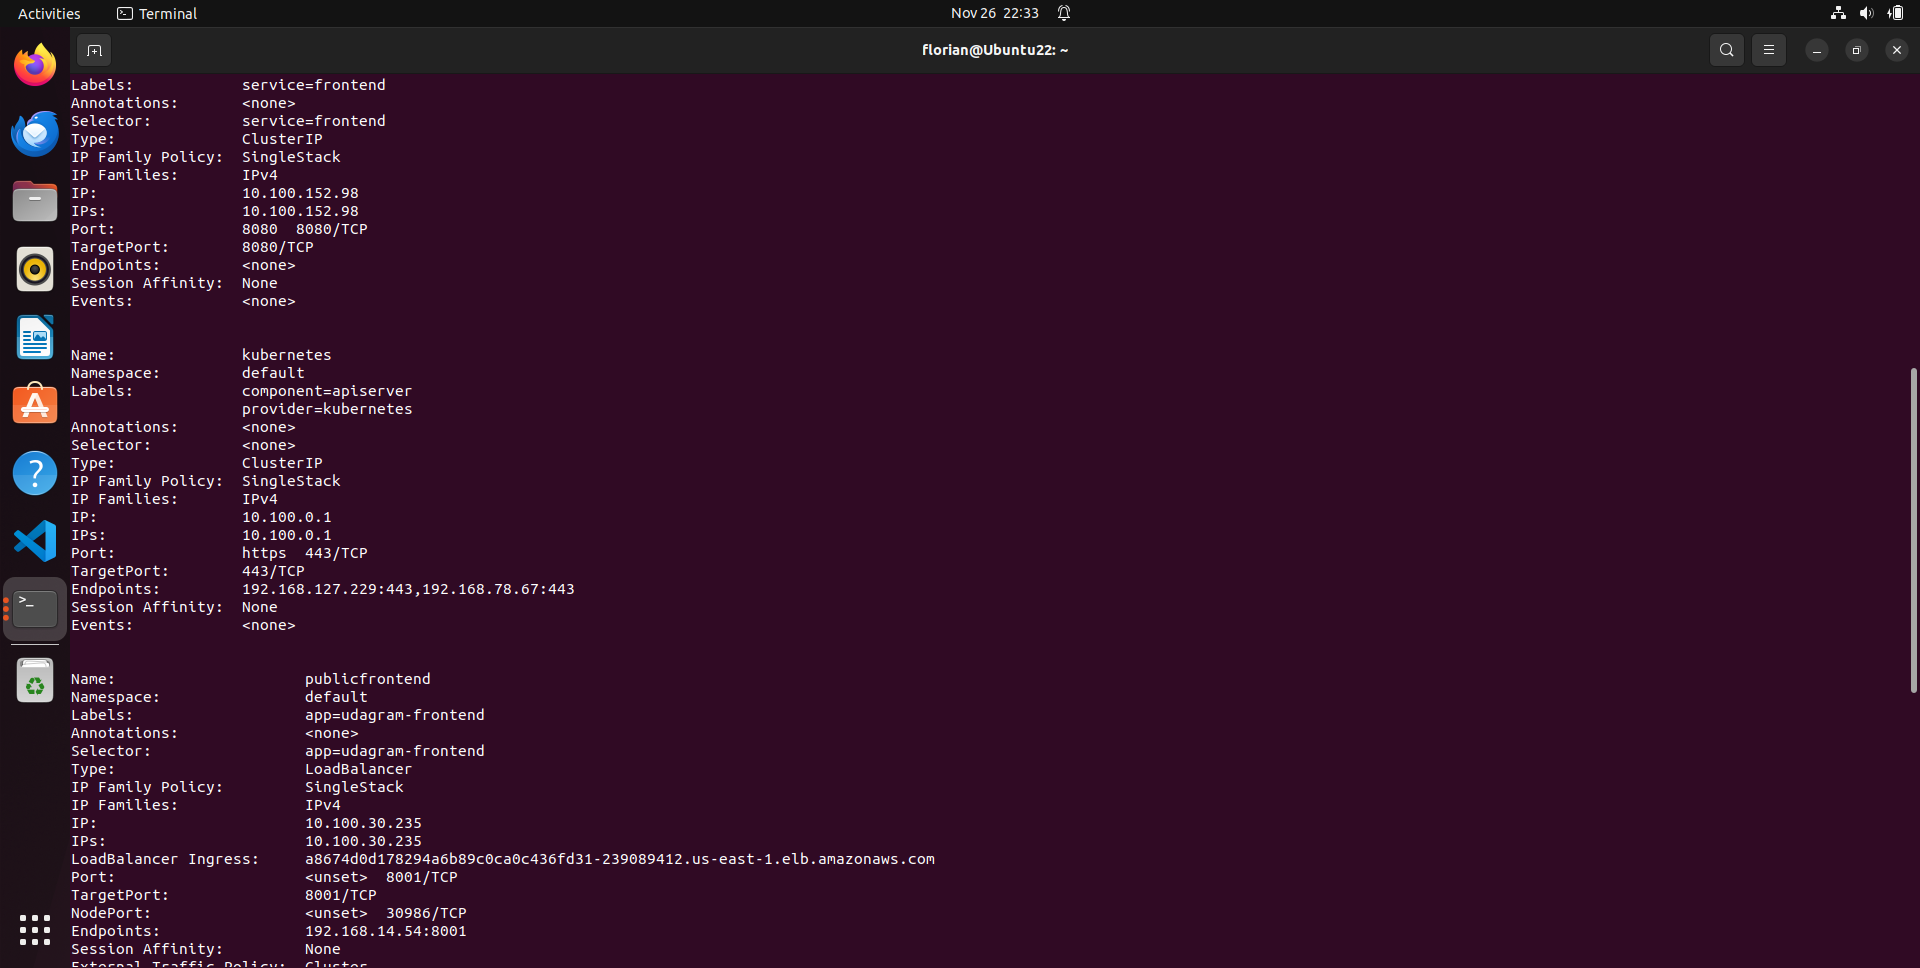 Activities Terminal Nov 26 22:33
florian@Ubuntu22: ~
Labels: service=frontend
Annotations: <none>
Selector: service=frontend
Type: ClusterIP
IP Family Policy: SingleStack
IP Families: IPv4
IP: 10.100.152.98
IPs: 10.100.152.98
Port: 8080 8080/TCP
TargetPort: 8080/TCP
Endpoints: <none>
Session Affinity: None
Events: <none>
Name: kubernetes
Namespace: default
Labels: component=apiserver
provider=kubernetes
Annotations: <none>
Selector: <none>
Type: ClusterIP
IP Family Policy: SingleStack
IP Families: IPv4
IP: 10.100.0.1
IPs: 10.100.0.1
Port: https 443/TCP
TargetPort: 443/TCP
Endpoints: 192.168.127.229:443,192.168.78.67:443
Session Affinity: None
Events: <none>
Name: publicfrontend
Namespace: default
Labels: app=udagram-frontend
Annotations: <none>
Selector: app=udagram-frontend
Type: LoadBalancer
IP Family Policy: SingleStack
IP Families: IPv4
IP: 10.100.30.235
IPs: 10.100.30.235
LoadBalancer Ingress: a8674d0d178294a6b89c0ca0c436fd31-239089412.us-east-1.elb.amazonaws.com
Port: <unset> 8001/TCP
TargetPort: 8001/TCP
NodePort: <unset> 30986/TCP
Endpoints: 192.168.14.54:8001
Session Affinity: None
External Traffic Policy: Cluster